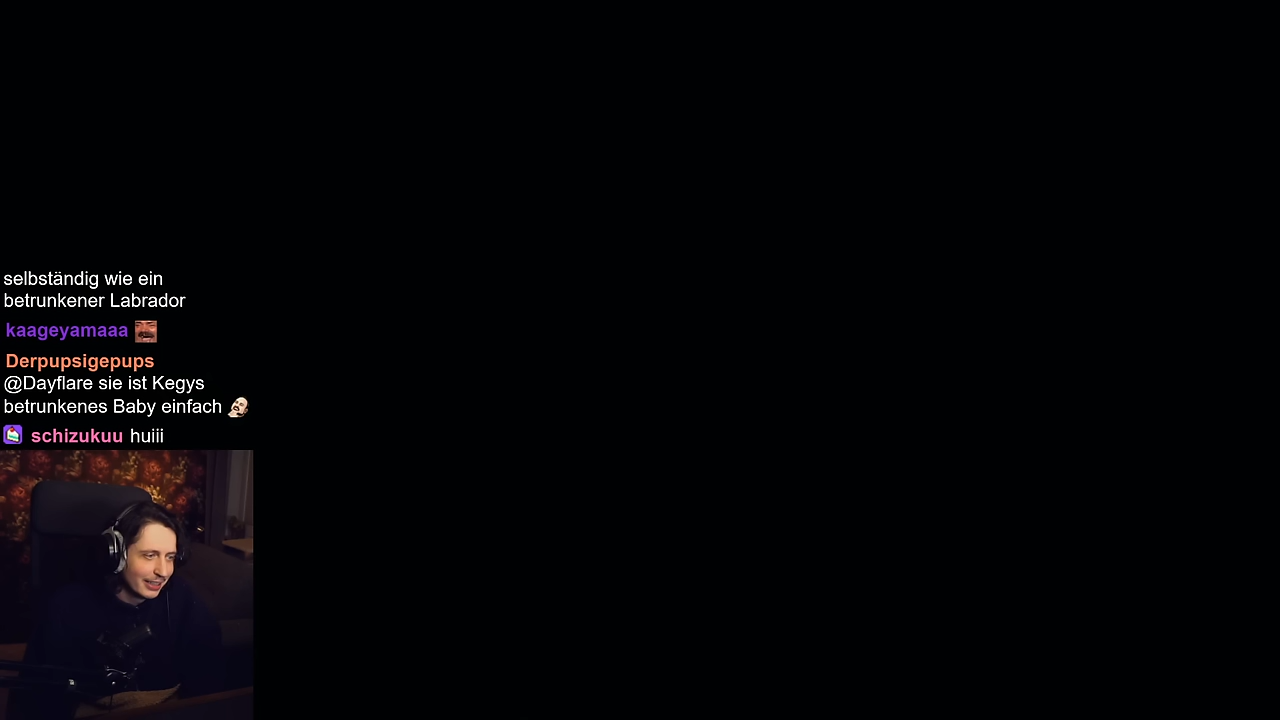 selbständig wie ein
betrunkener Labrador
kaageyamaaa
Derpupsigepups
@Dayflare sie ist Kegys
betrunkenes Baby einfach
schizukuu huiii